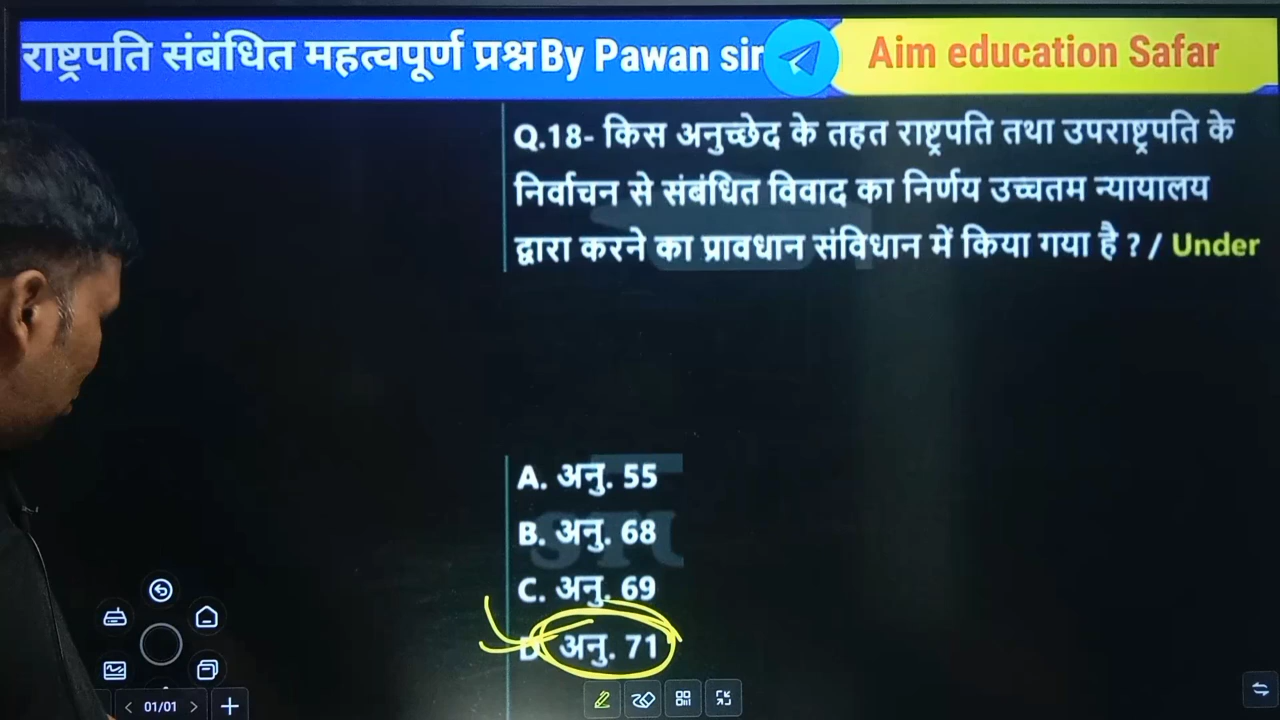 राष्ट्रपति संबंधित महत्वपूर्ण प्रश्न By Pawan sir
Aim education Safar
Q.18- किस अनुच्छेद के तहत राष्ट्रपति तथा उपराष्ट्रपति के
निर्वाचन से संबंधित विवाद का निर्णय उच्चतम न्यायालय
द्वारा करने का प्रावधान संविधान में किया गया है ? / Under
A. अनु. 55
B. अनु. 68
C. अनु. 69
D अनु. 71
01/01